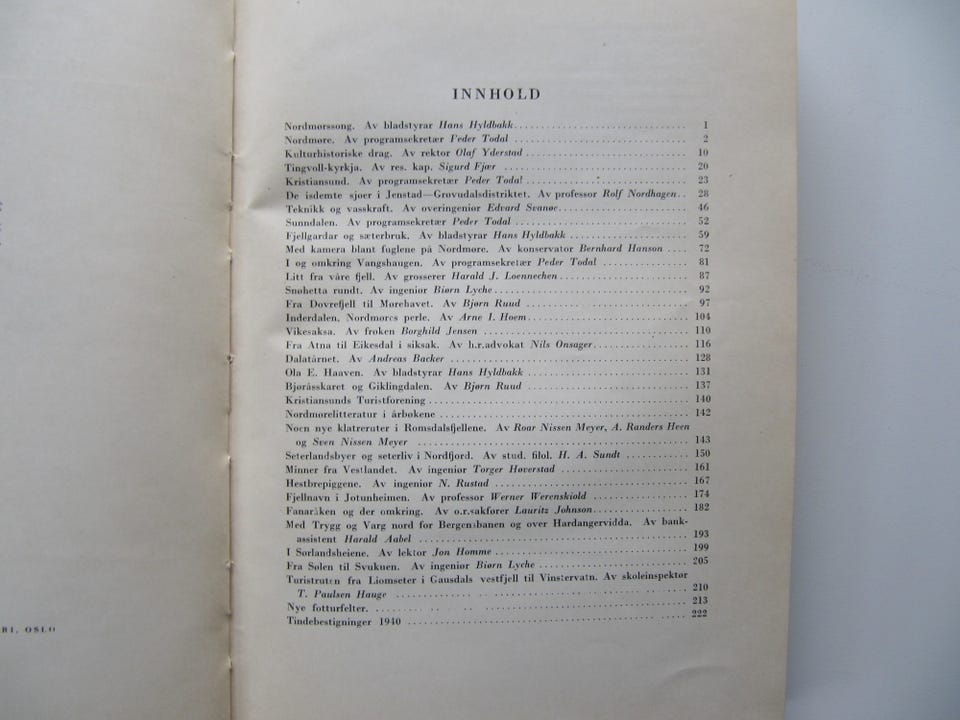 INNHOLD
Nordmørssong. Av bladstyrar Hans Hyldbakk 1
Nordmøre. Av programsekretær Peder Todal 2
Kulturhistoriske drag. Av rektor Olaf Yderstad 10
Tingvoll-kyrkja. Av res. kap. Sigurd Fjær 20
Kristiansund. Av programsekretær Peder Todal 23
De isdemte sjøer i Jenstad—Grøvudalsdistriktet. Av professor Rolf Nordhagen 28
Teknikk og vasskraft. Av overingeniør Edvard Svanøe 46
Sunndalen. Av programsekretær Peder Todal 52
Fjellgardar og sæterbruk. Av bladstyrar Hans Hyldbakk 59
Med kamera blant fuglene på Nordmøre. Av konservator Bernhard Hanson 72
I og omkring Vangshaugen. Av programsekretær Peder Todal 81
Litt fra våre fjell. Av grosserer Harald J. Loennechen 87
Snøhetta rundt. Av ingeniør Biørn Lyche 92
Fra Dovrefjell til Mørehavet. Av Bjørn Ruud 97
Inderdalen, Nordmøres perle. Av Arne I. Hoem 104
Vikesaksa. Av frøken Borghild Jensen 110
Fra Atna til Eikesdal i siksak. Av h.r.advokat Nils Onsager 116
Dalatårnet. Av Andreas Backer 128
Ola E. Haaven. Av bladstyrar Hans Hyldbakk 131
Bjøråsskaret og Giklingdalen. Av Bjørn Ruud 137
Kristiansunds Turistforening 140
Nordmørelitteratur i årbøkene 142
Noen nye klatreruter i Romsdalsfjellene. Av Roar Nissen Meyer, A. Randers Heen
og Sven Nissen Meyer 143
Seterlandsbyer og seterliv i Nordfjord. Av stud. filol. H. A. Sundt 150
Minner fra Vestlandet. Av ingeniør Torger Høverstad 161
Hestbrepiggene. Av ingeniør N. Rustad 167
Fjellnavn i Jotunheimen. Av professor Werner Werenskiold 174
Fanaråken og der omkring. Av o.r.sakfører Lauritz Johnson 182
Med Trygg og Varg nord for Bergensbanen og over Hardangervidda. Av bank-
assistent Harald Aabel 193
I Sørlandsheiene. Av lektor Jon Homme 199
Fra Sølen til Svukuen. Av ingeniør Biørn Lyche 205
Turistruten fra Liomseter i Gausdals vestfjell til Vinstervatn. Av skoleinspektør
T. Paulsen Hauge 210
Nye fotturfelter. 213
Tindebestigninger 1940 222
RI, OSLO